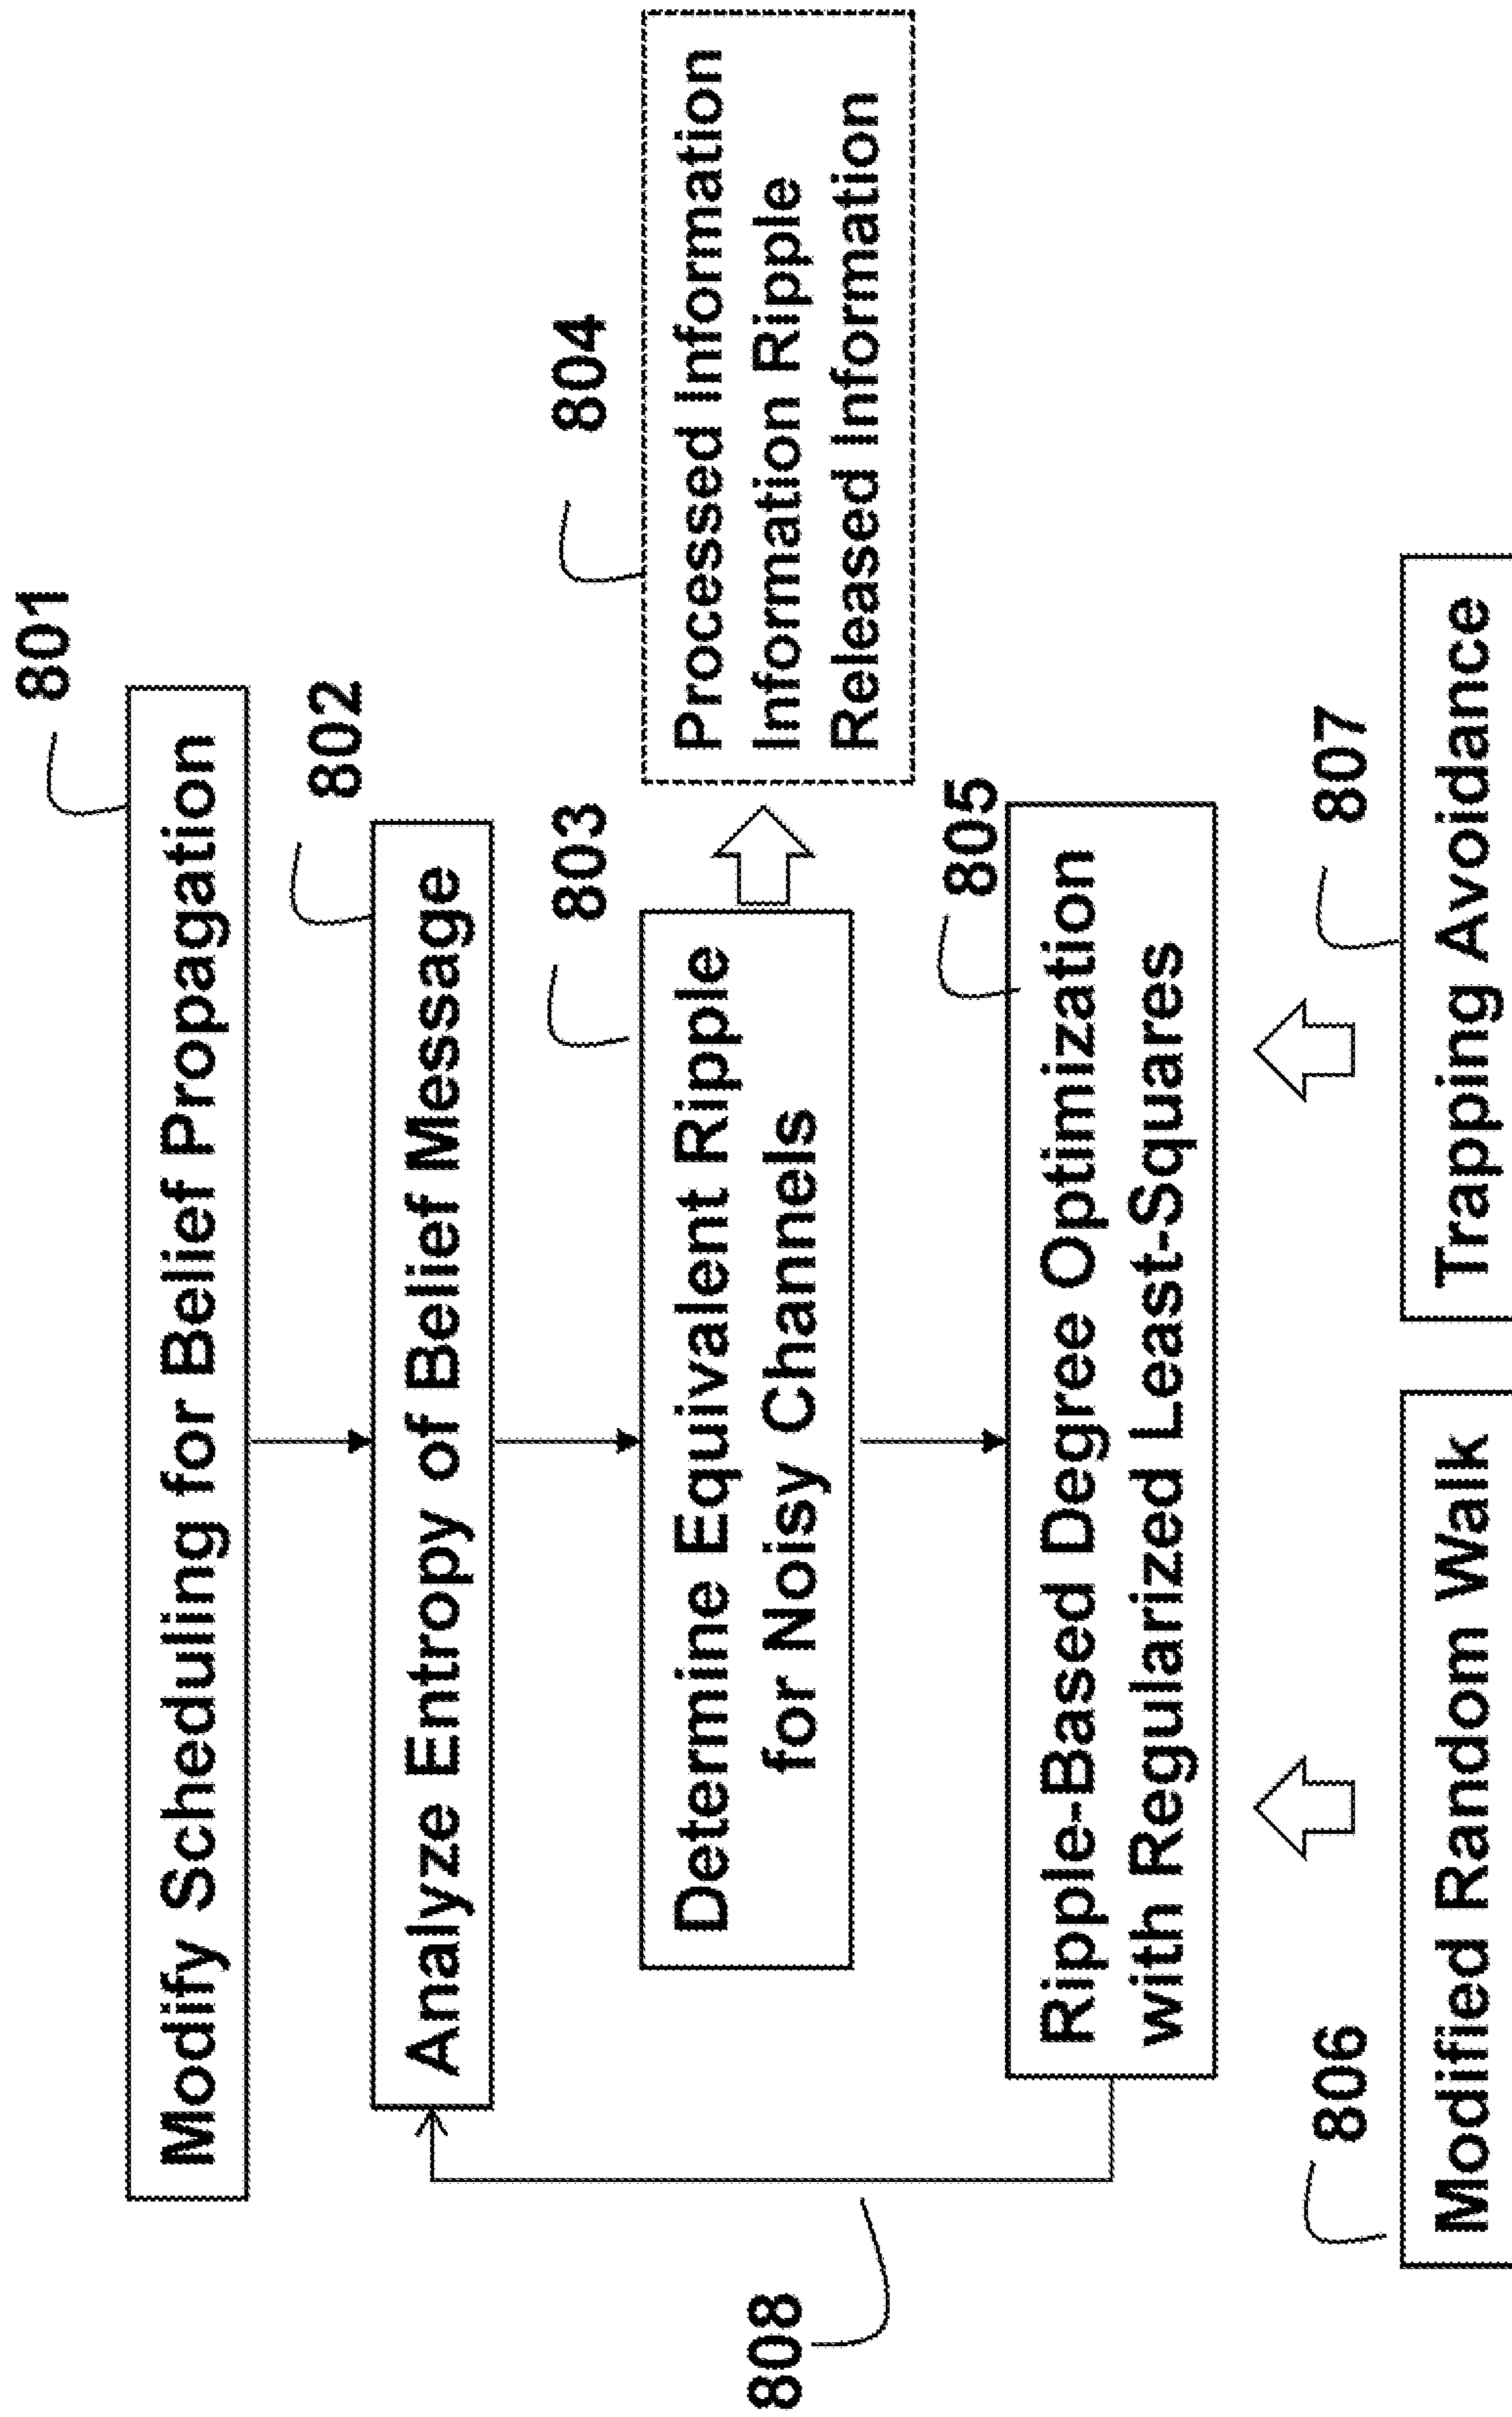 801
Modify Scheduling for Belief Propagation
802
Analyze Entropy of Belief Message
803
Determine Equivalent Ripple
for Noisy Channels
804
Processed Information
Information Ripple
Released Information
805
Ripple-Based Degree Optimization
with Regularized Least-Squares
806
Modified Random Walk
807
Trapping Avoidance
808